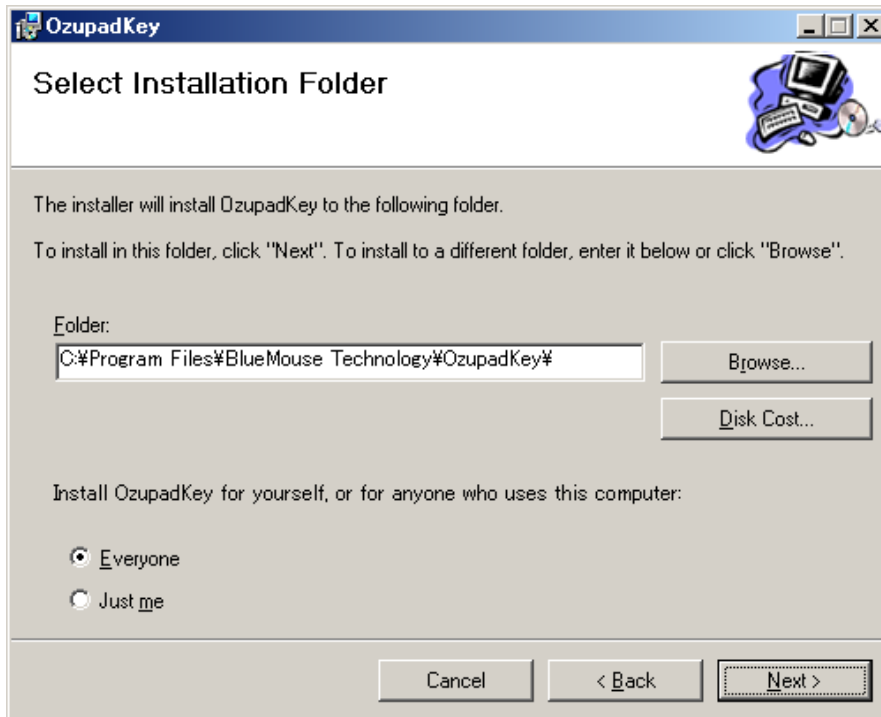 OzupadKey
Select Installation Folder
The installer will install OzupadKey to the following folder.
To install in this folder, click "Next". To install to a different folder, enter it below or click "Browse".
Folder:
C:¥Program Files¥BlueMouse Technology¥OzupadKey¥
Browse...
Disk Cost...
Install OzupadKey for yourself, or for anyone who uses this computer:
Everyone
Just me
Cancel
< Back
Next >